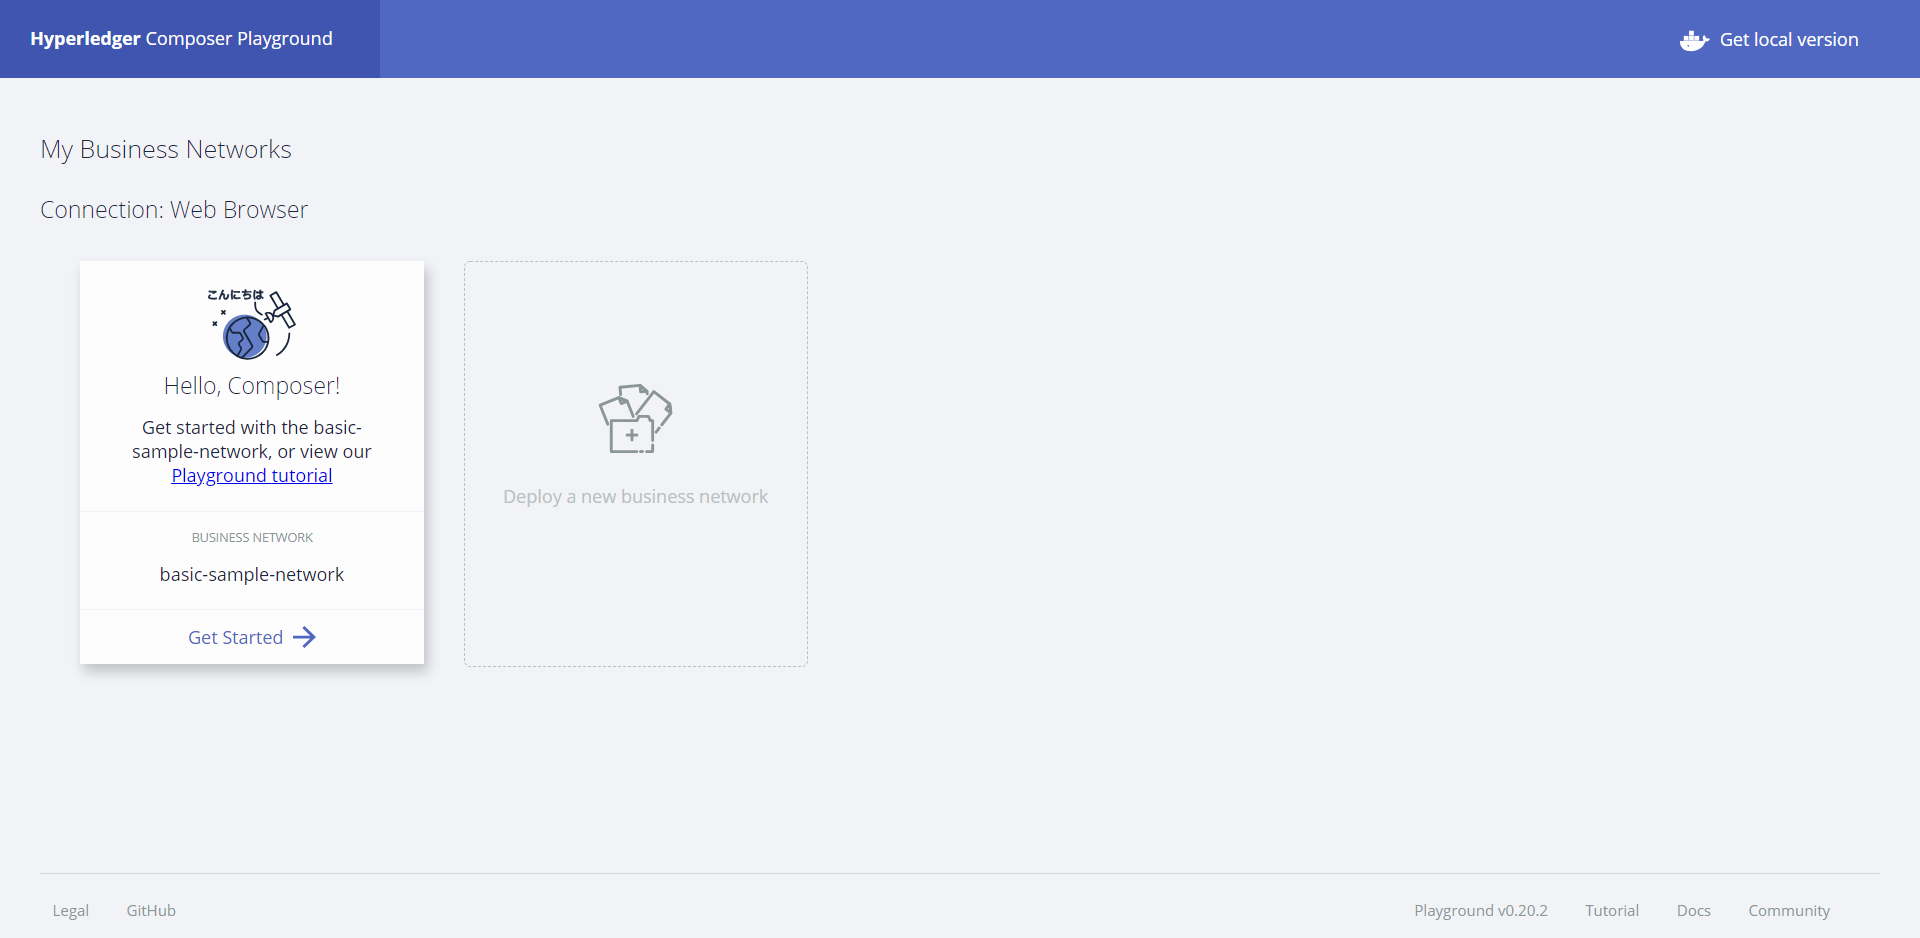 Hyperledger Composer Playground
Get local version
My Business Networks
Connection: Web Browser
こんにちは
Hello, Composer!
Get started with the basic-
sample-network, or view our
Playground tutorial
BUSINESS NETWORK
basic-sample-network
Get Started
Deploy a new business network
Legal
GitHub
Playground v0.20.2
Tutorial
Docs
Community